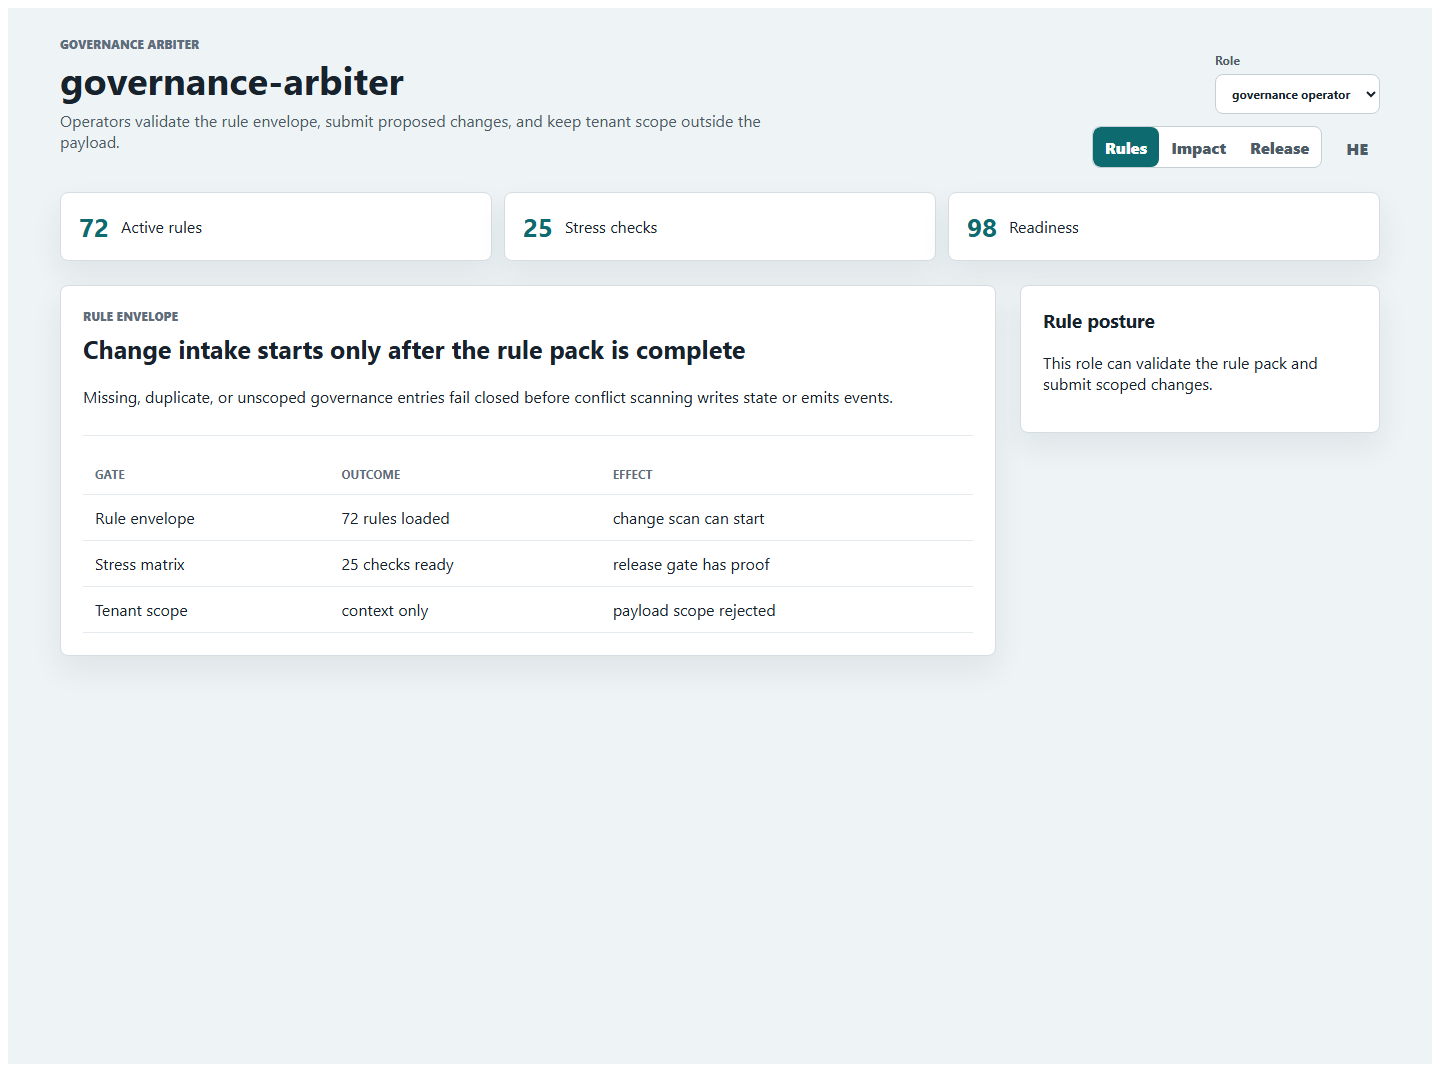 GOVERNANCE ARBITER
governance-arbiter
Operators validate the rule envelope, submit proposed changes, and keep tenant scope outside the
payload.
Role
governance operator
Rules
Impact
Release
HE
72 Active rules
25 Stress checks
98 Readiness
RULE ENVELOPE
Change intake starts only after the rule pack is complete
Missing, duplicate, or unscoped governance entries fail closed before conflict scanning writes state or emits events.
GATE OUTCOME EFFECT
Rule envelope 72 rules loaded change scan can start
Stress matrix 25 checks ready release gate has proof
Tenant scope context only payload scope rejected
Rule posture
This role can validate the rule pack and
submit scoped changes.